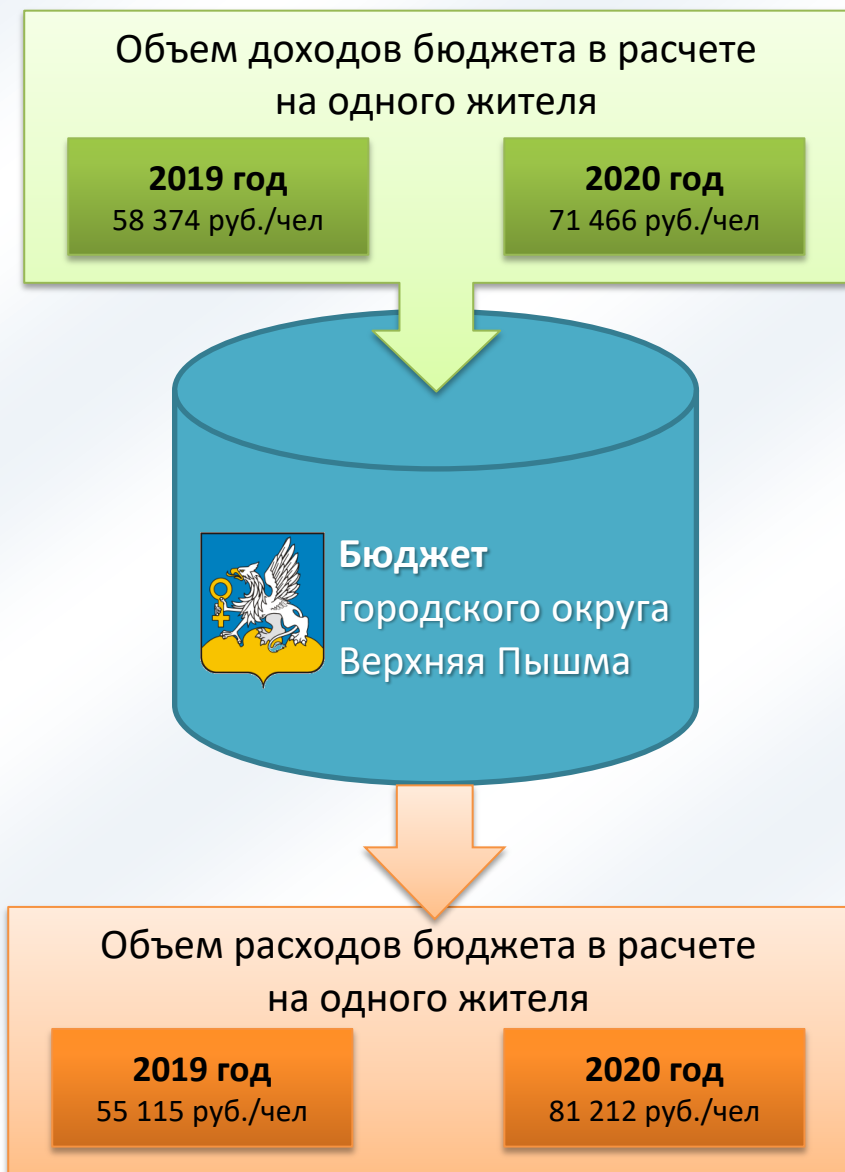 Объем доходов бюджета в расчете
на одного жителя
2019 год
58 374 руб./чел
2020 год
71 466 руб./чел
Бюджет
городского округа
Верхняя Пышма
Объем расходов бюджета в расчете
на одного жителя
2019 год
55 115 руб./чел
2020 год
81 212 руб./чел